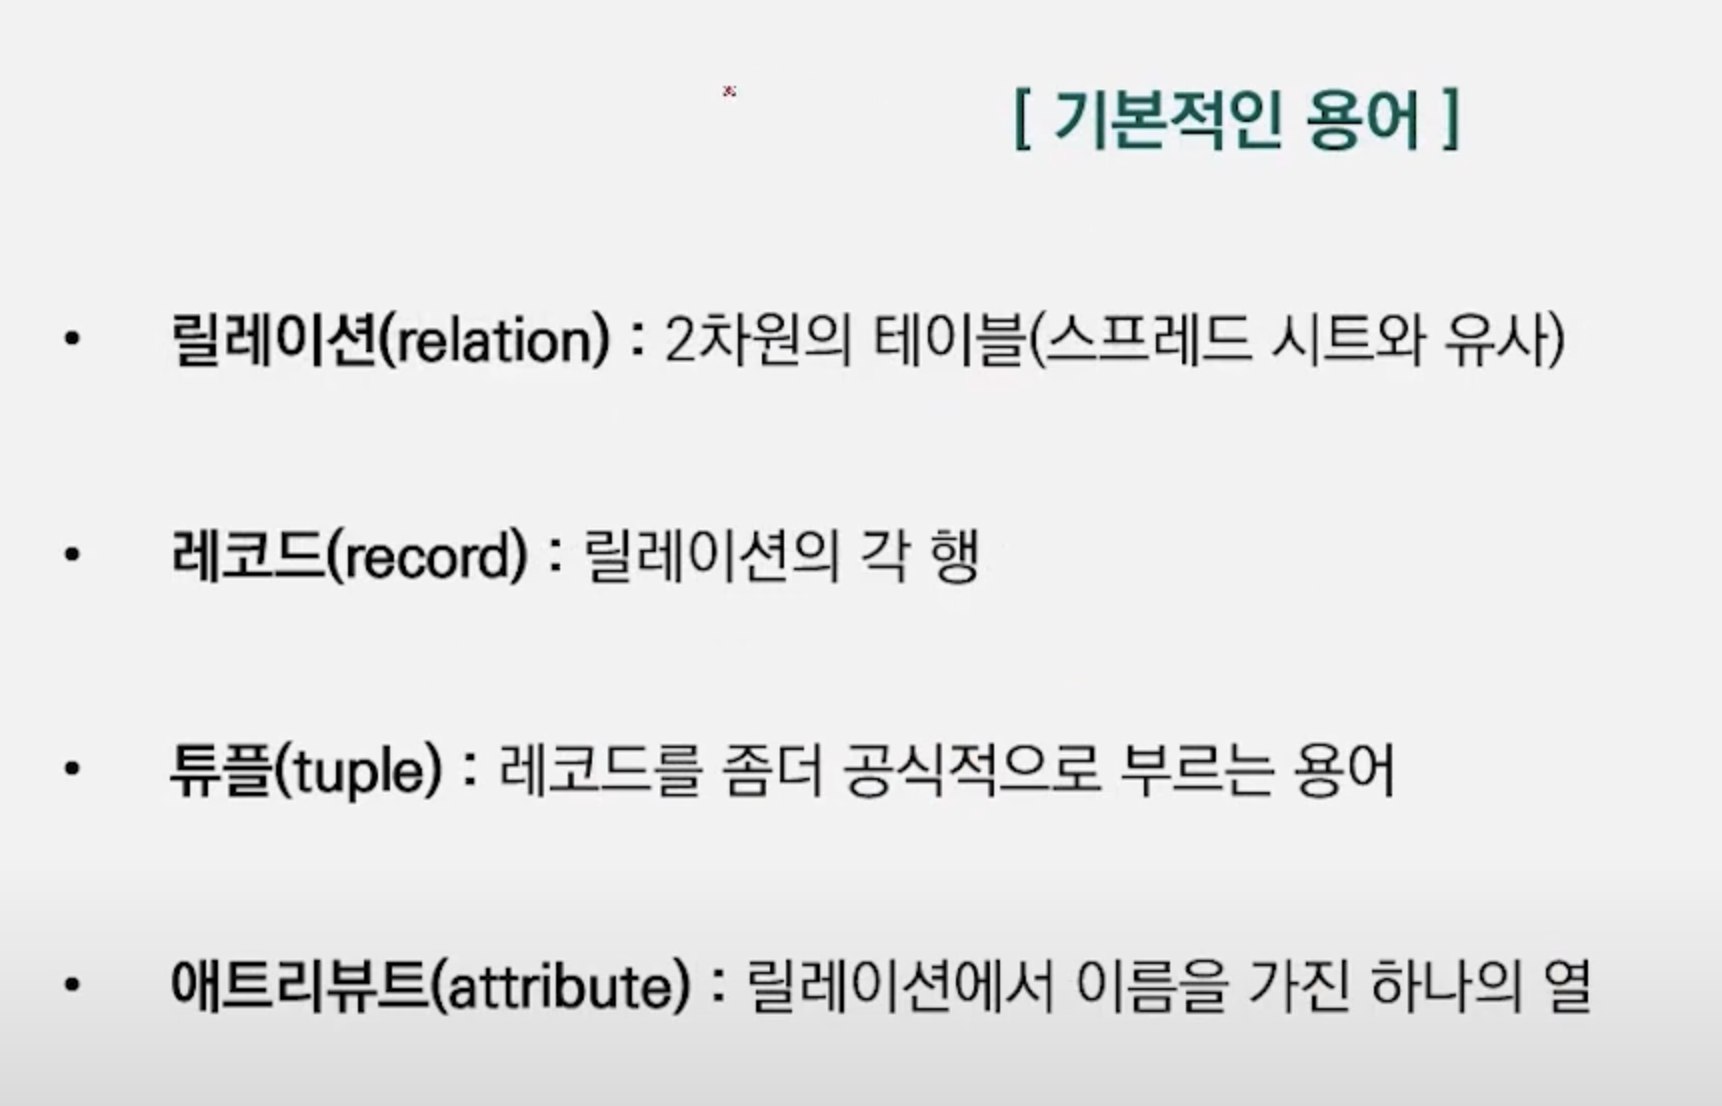 [ 기본적인 용어 ]
• 릴레이션(relation) : 2차원의 테이블(스프레드 시트와 유사)
• 레코드(record) : 릴레이션의 각 행
• 튜플(tuple) : 레코드를 좀더 공식적으로 부르는 용어
• 애트리뷰트(attribute) : 릴레이션에서 이름을 가진 하나의 열